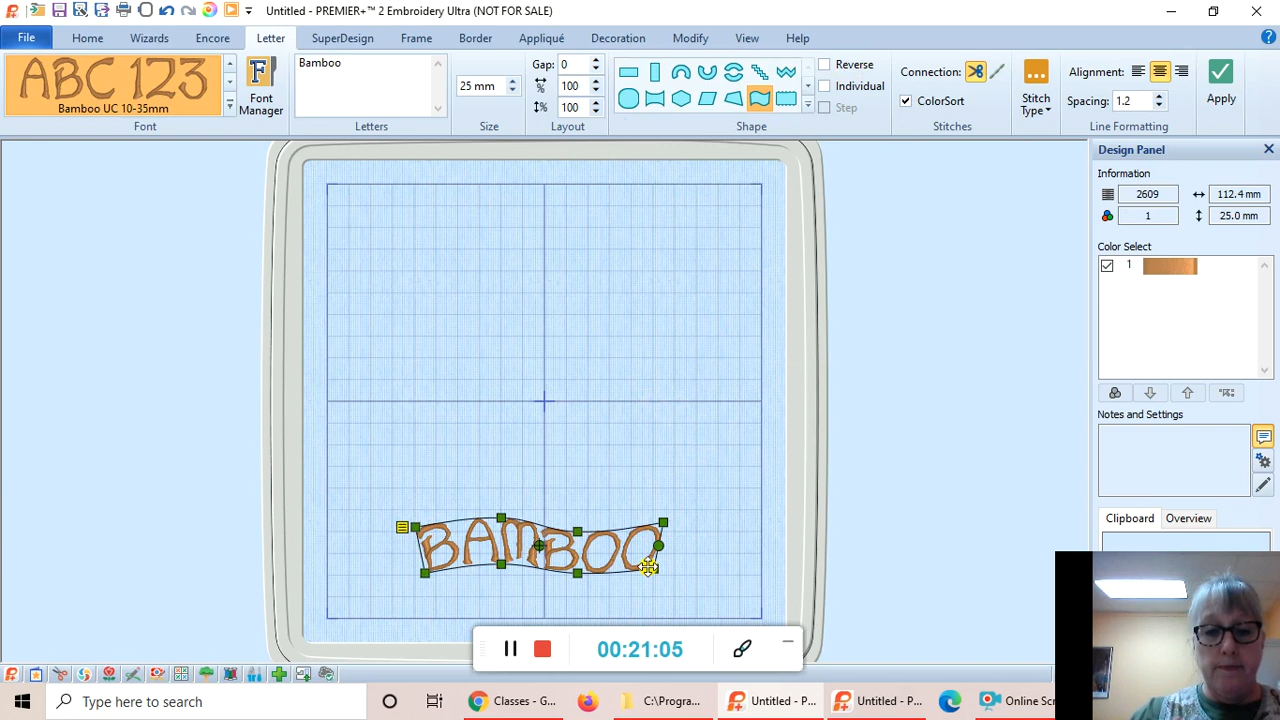 Untitled - PREMIER+™ 2 Embroidery Ultra (NOT FOR SALE)
File Home Wizards Encore Letter SuperDesign Frame Border Appliqué Decoration Modify View Help
ABC 123
Bamboo UC 10-35mm
Font
Font Manager
Bamboo
Letters
25 mm
Size
Gap: 0
100
100
Layout
Shape
Reverse
Individual
Step
Connection:
ColorSort
Stitches
Stitch Type
Alignment:
Spacing: 1.2
Line Formatting
Apply
Design Panel
Information
2609 112.4 mm
1 25.0 mm
Color Select
1
Notes and Settings
Clipboard Overview
BAMBOO
00:21:05
Type here to search
Classes - G...
C:\Progra...
Untitled - P...
Untitled - P...
Online Scr